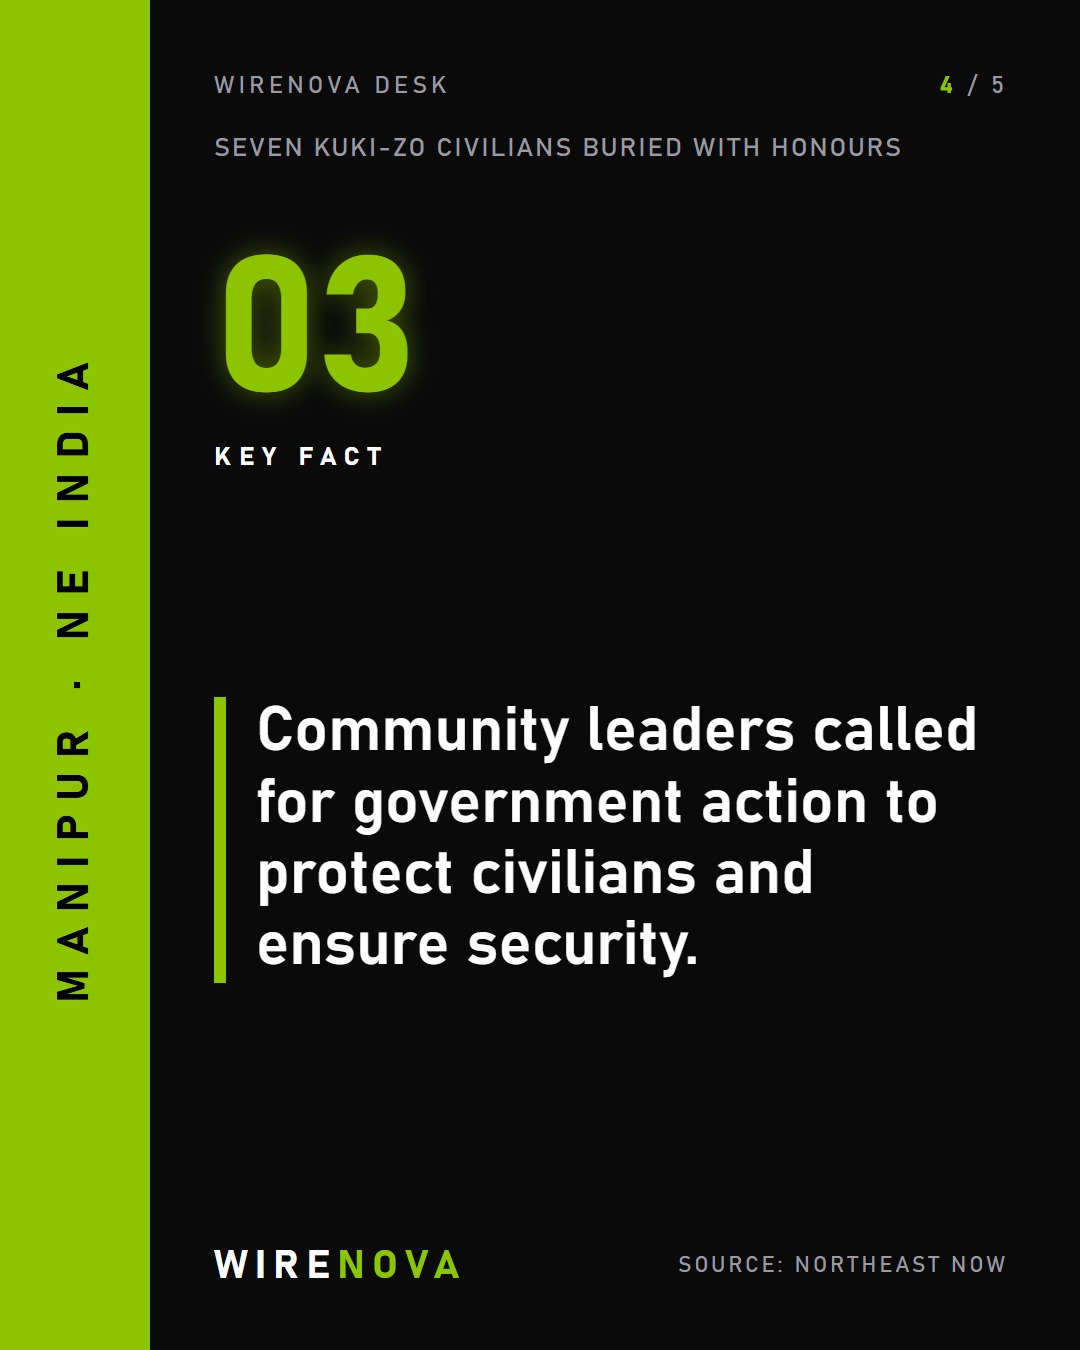 WIRENOVA DESK
4 / 5
SEVEN KUKI-ZO CIVILIANS BURIED WITH HONOURS
03
KEY FACT
MANIPUR · NE INDIA
Community leaders called
for government action to
protect civilians and
ensure security.
WIRENOVA
SOURCE: NORTHEAST NOW